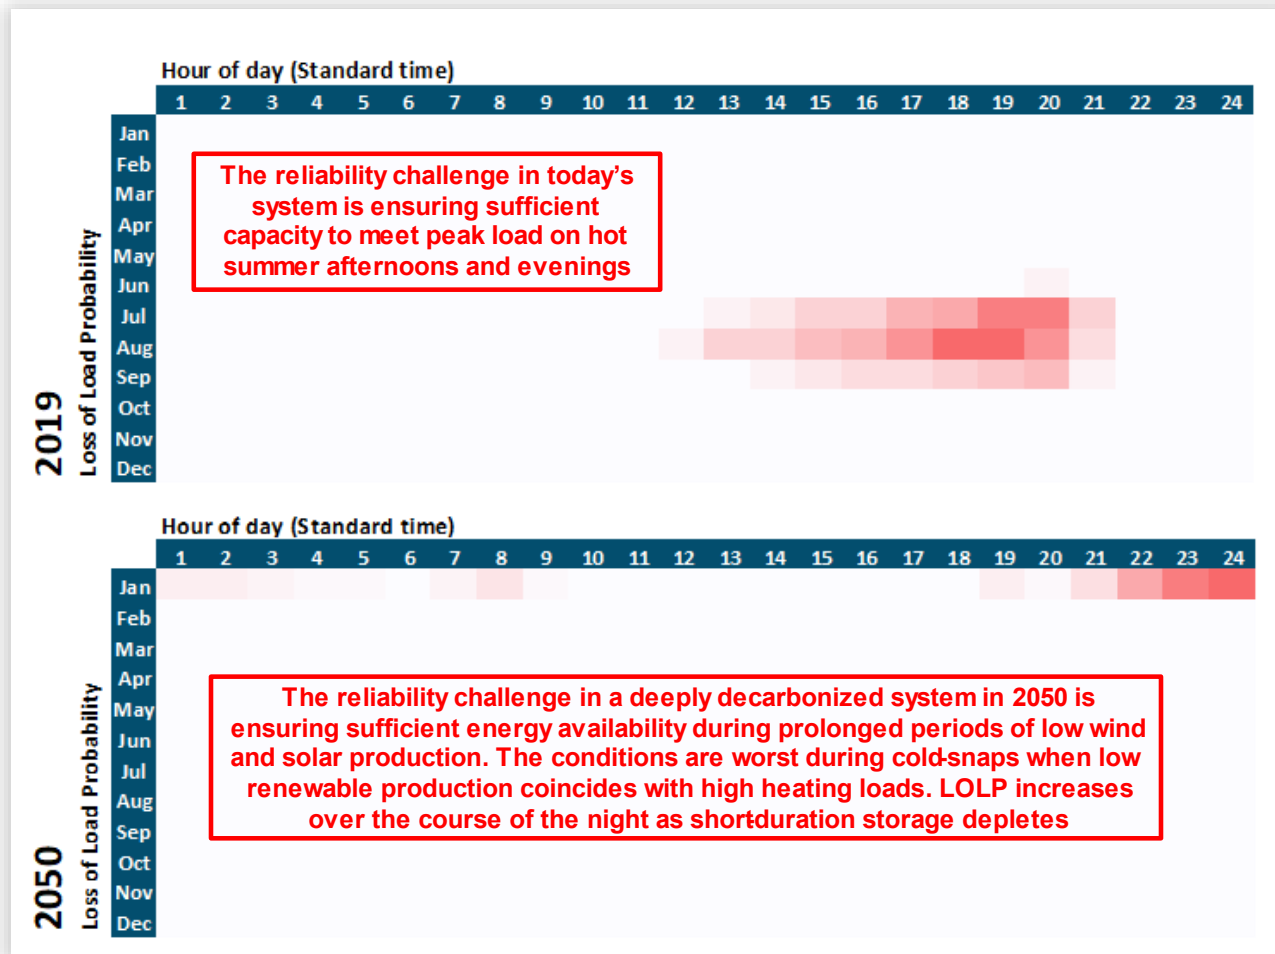 Hour of day (Standard time)
1 2 3 4 5 6 7 8 9 10 11 12 13 14 15 16 17 18 19 20 21 22 23 24
2019
Loss of Load Probability
Jan
Feb
Mar
Apr
May
Jun
Jul
Aug
Sep
Oct
Nov
Dec
The reliability challenge in today's
system is ensuring sufficient
capacity to meet peak load on hot
summer afternoons and evenings
Hour of day (Standard time)
1 2 3 4 5 6 7 8 9 10 11 12 13 14 15 16 17 18 19 20 21 22 23 24
2050
Loss of Load Probability
Jan
Feb
Mar
Apr
May
Jun
Jul
Aug
Sep
Oct
Nov
Dec
The reliability challenge in a deeply decarbonized system in 2050 is
ensuring sufficient energy availability during prolonged periods of low wind
and solar production. The conditions are worst during cold-snaps when low
renewable production coincides with high heating loads. LOLP increases
over the course of the night as short-duration storage depletes